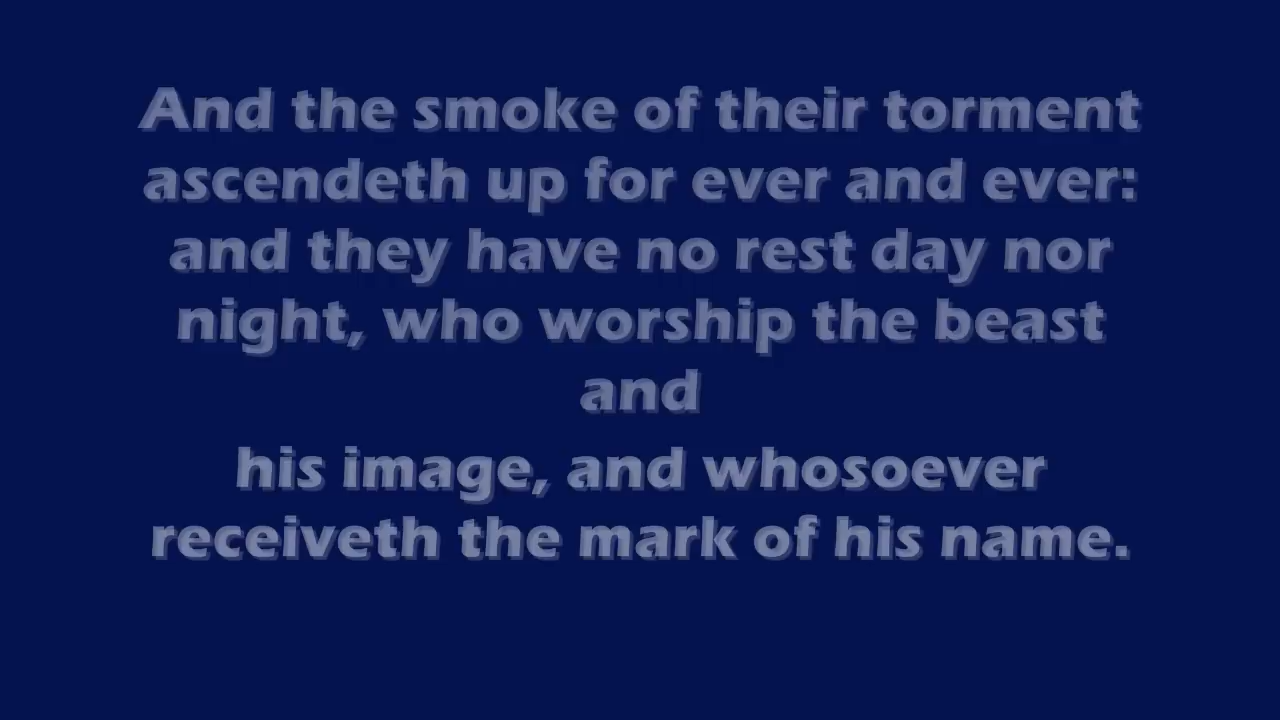 And the smoke of their torment
ascendeth up for ever and ever:
and they have no rest day nor
night, who worship the beast
and
his image, and whosoever
receiveth the mark of his name.